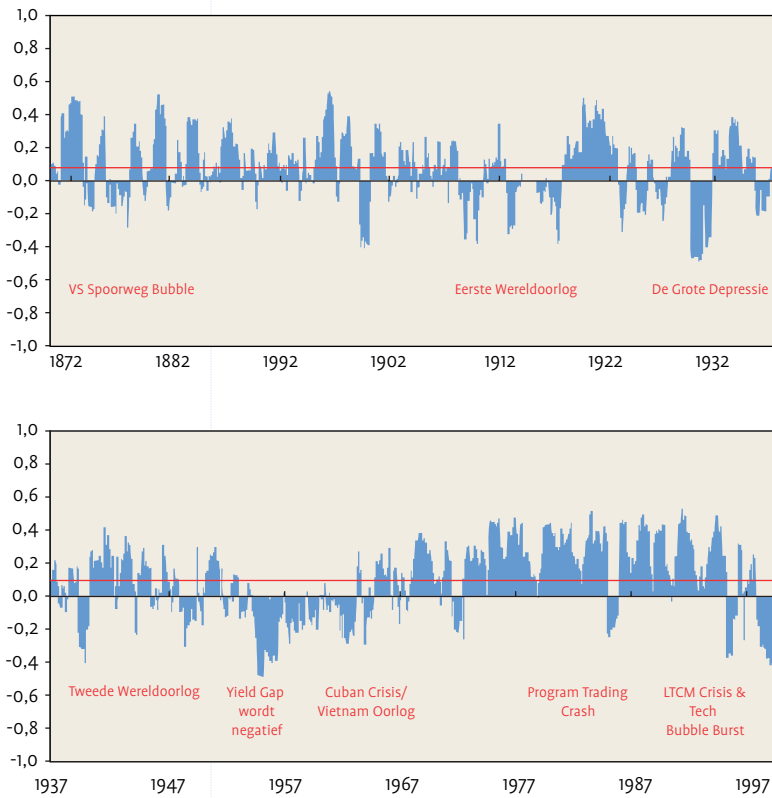 1,0
0,8
0,6
0,4
0,2
0,0
-0,2
-0,4
-0,6
-0,8
-1,0
VS Spoorweg Bubble
Eerste Wereldoorlog
De Grote Depressie
1872
1882
1992
1902
1912
1922
1932
1,0
0,8
0,6
0,4
0,2
0,0
-0,2
-0,4
-0,6
-0,8
-1,0
Tweede Wereldoorlog
Yield Gap
wordt
negatief
Cuban Crisis/
Vietnam Oorlog
Program Trading
Crash
LTCM Crisis &
Tech
Bubble Burst
1937
1947
1957
1967
1977
1987
1997